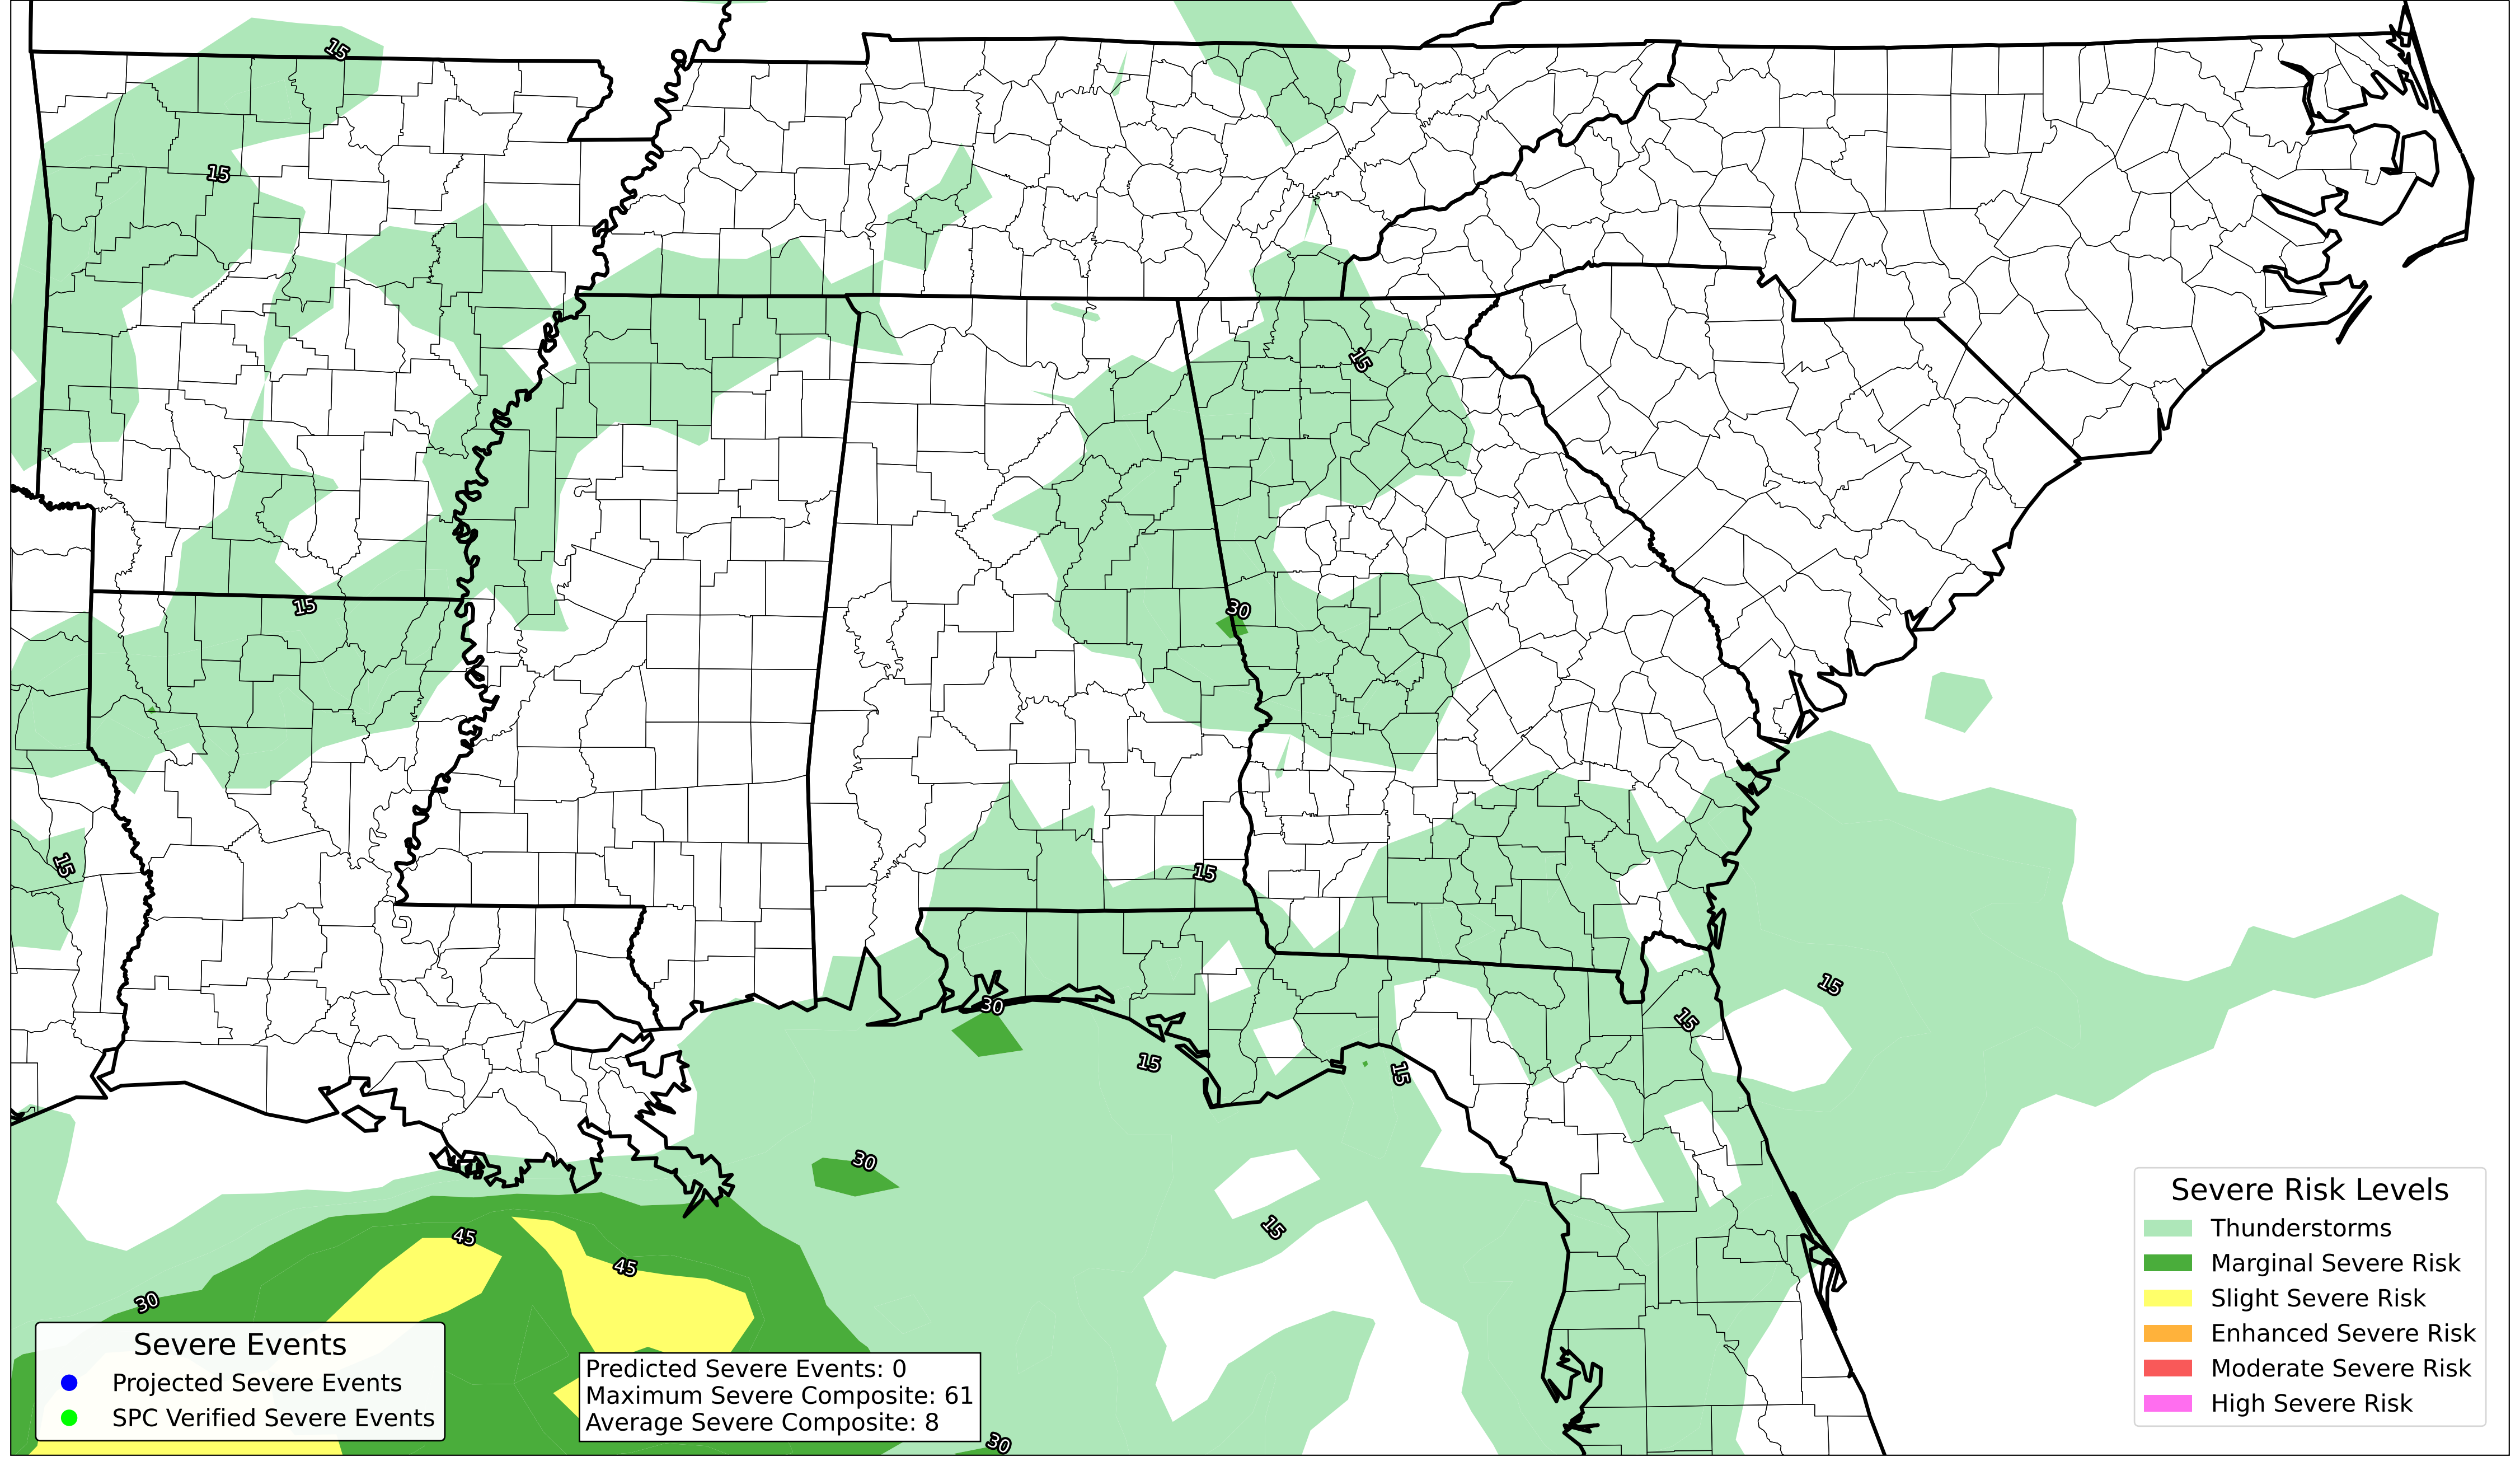 15
15
15
30
15
15
15
15
30
15
15
15
30
15
45
45
30
30
Severe Events
Projected Severe Events
SPC Verified Severe Events
Predicted Severe Events: 0
Maximum Severe Composite: 61
Average Severe Composite: 8
Severe Risk Levels
Thunderstorms
Marginal Severe Risk
Slight Severe Risk
Enhanced Severe Risk
Moderate Severe Risk
High Severe Risk